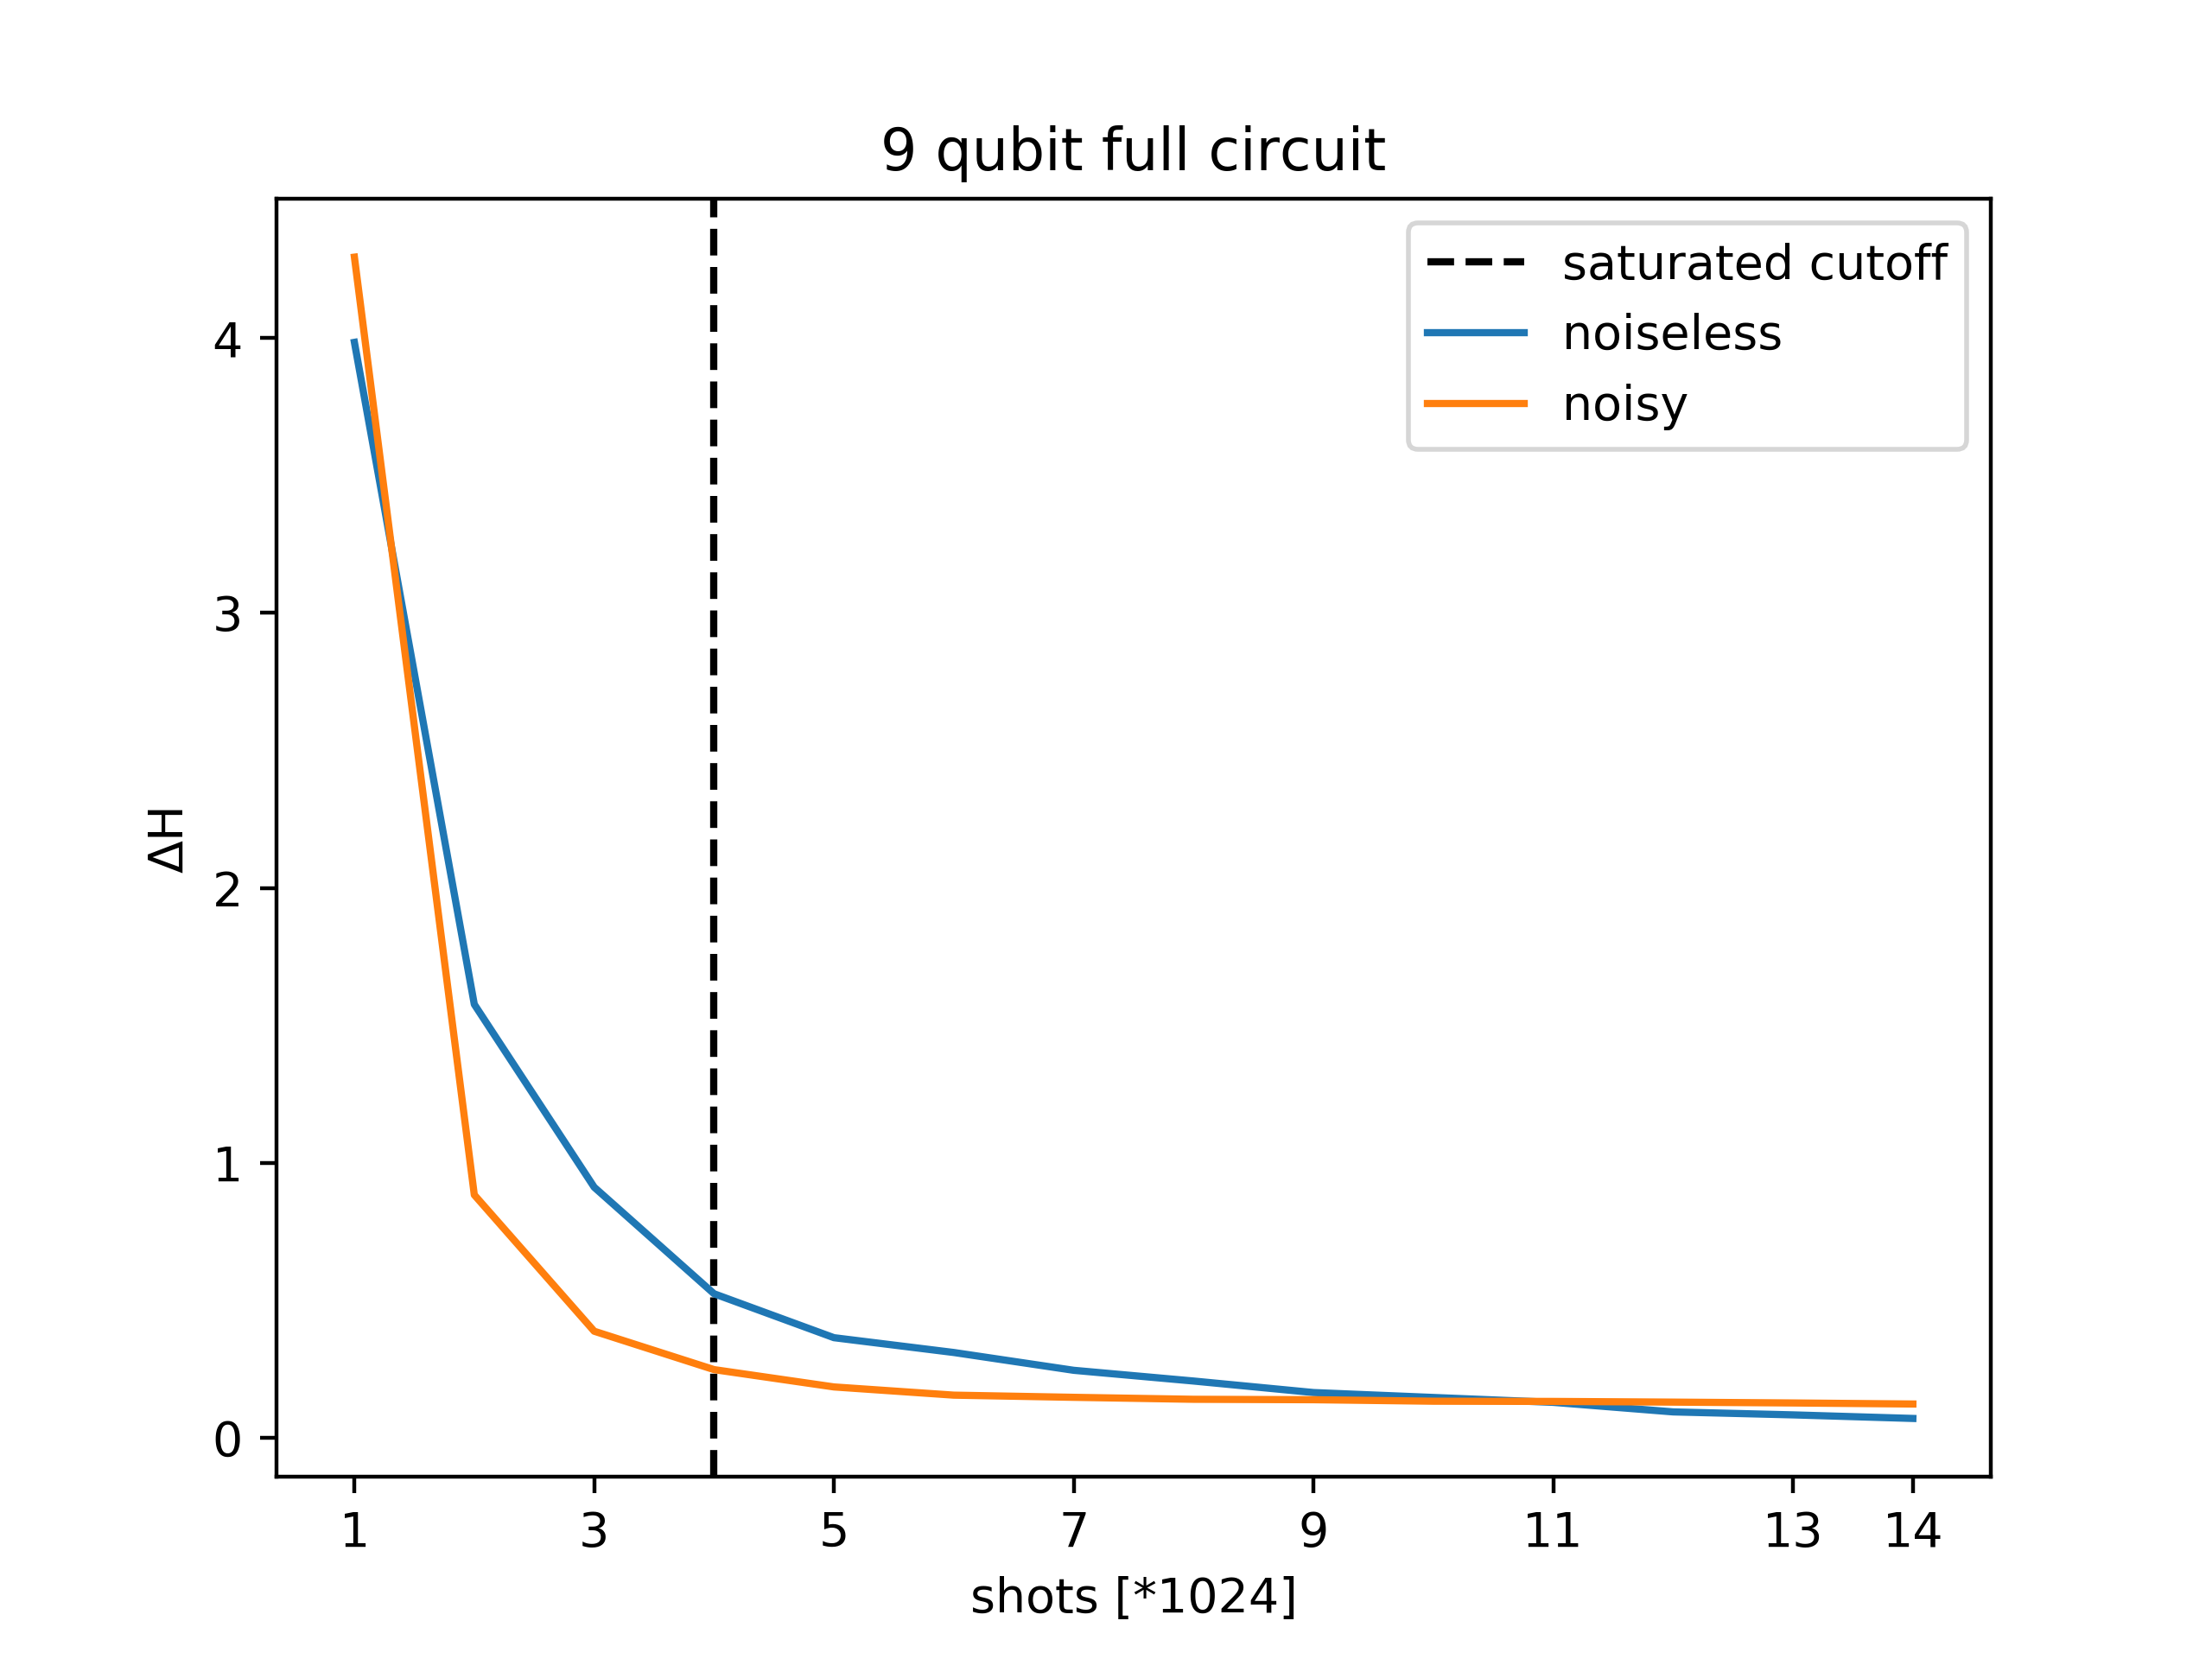 9 qubit full circuit
saturated cutoff
noiseless
noisy
4
3
2
1
0
ΔH
1 3 5 7 9 11 13 14
shots [*1024]